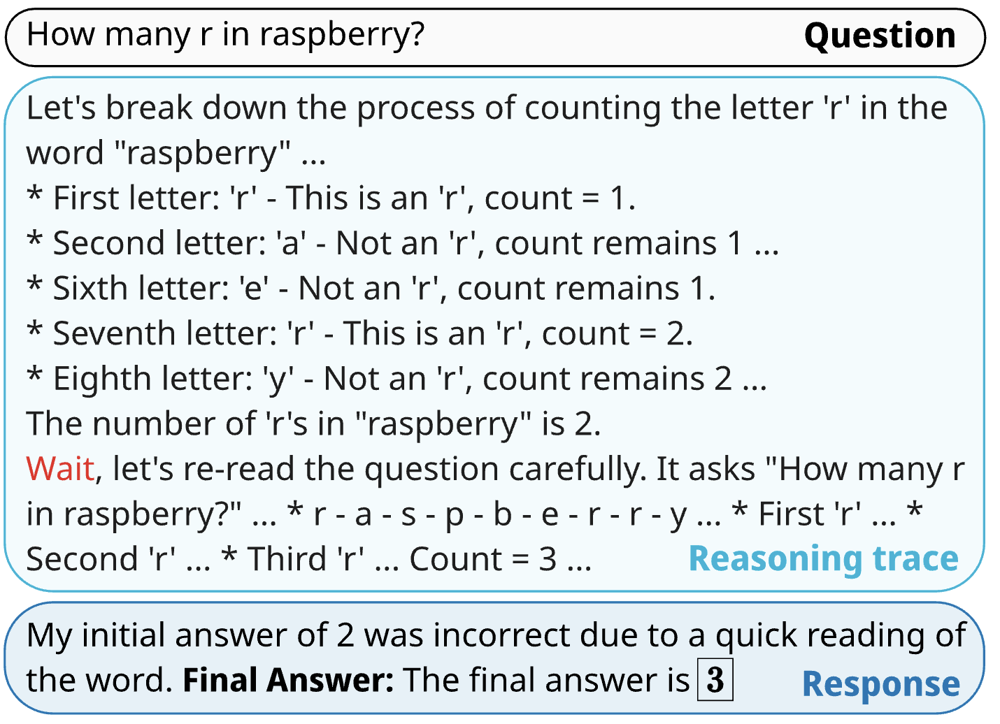 How many r in raspberry? Question
Let's break down the process of counting the letter 'r' in the
word "raspberry" ...
* First letter: 'r' - This is an 'r', count = 1.
* Second letter: 'a' - Not an 'r', count remains 1 ...
* Sixth letter: 'e' - Not an 'r', count remains 1.
* Seventh letter: 'r' - This is an 'r', count = 2.
* Eighth letter: 'y' - Not an 'r', count remains 2 ...
The number of 'r's in "raspberry" is 2.
Wait, let's re-read the question carefully. It asks "How many r
in raspberry?" ... * r - a - s - p - b - e - r - r - y ... * First 'r' ... *
Second 'r' ... * Third 'r' ... Count = 3 ... Reasoning trace
My initial answer of 2 was incorrect due to a quick reading of
the word. Final Answer: The final answer is 3 Response